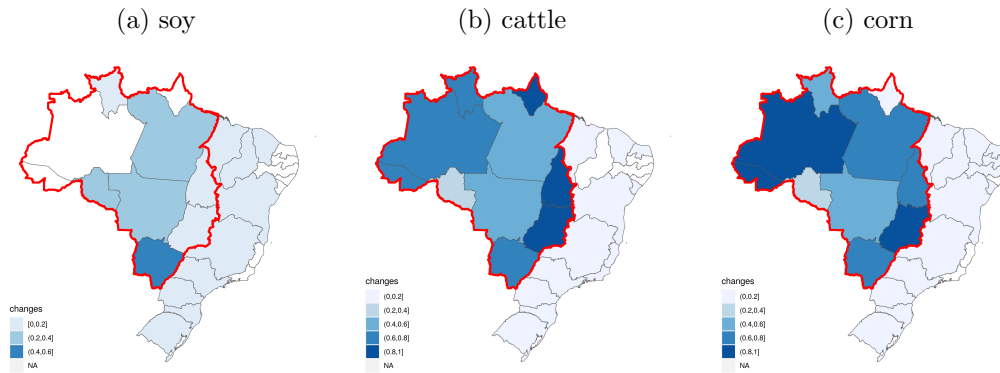 (a) soy
(b) cattle
(c) corn
changes
[0,0.2]
(0.2,0.4]
(0.4,0.6]
NA
changes
(0,0.2]
(0.2,0.4]
(0.4,0.6]
(0.6,0.8]
(0.8,1]
NA
changes
(0,0.2]
(0.2,0.4]
(0.4,0.6]
(0.6,0.8]
(0.8,1]
NA